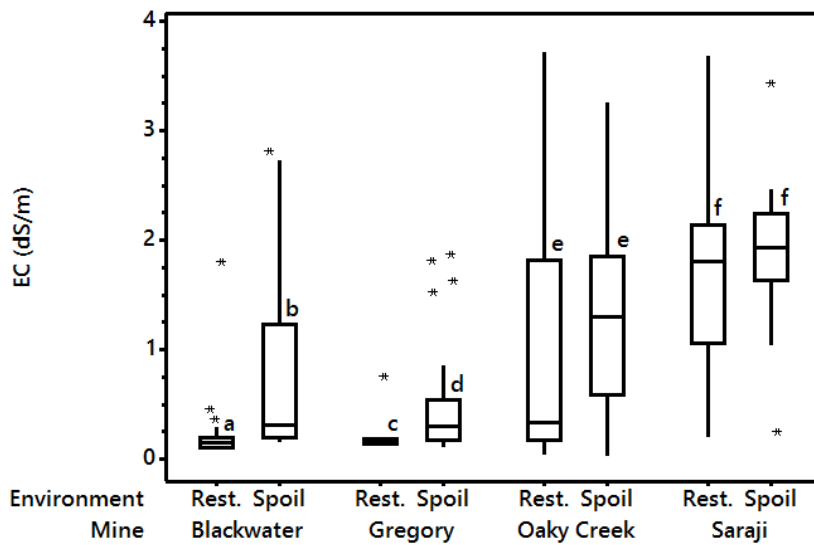 EC (dS/m)
4
3
2
1
0
a
b
c
d
e
e
f
f
Environment Rest. Spoil Rest. Spoil Rest. Spoil Rest. Spoil
Mine Blackwater Gregory Oaky Creek Saraji